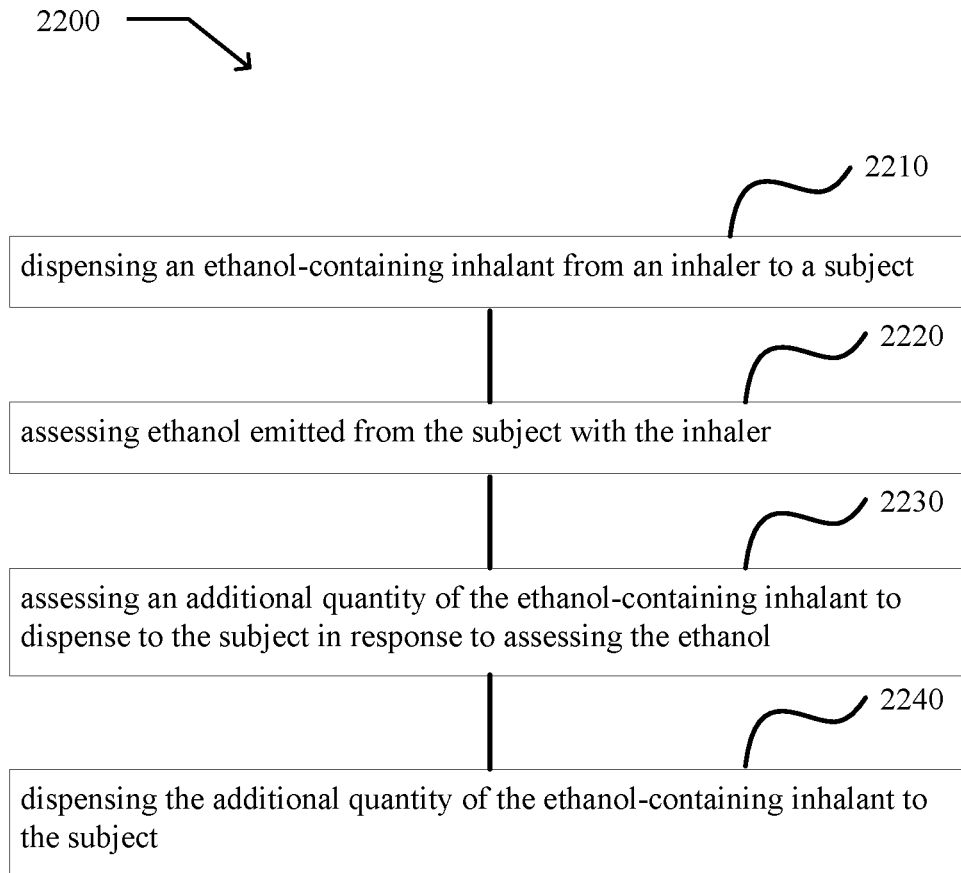 2200
2210
dispensing an ethanol-containing inhalant from an inhaler to a subject
2220
assessing ethanol emitted from the subject with the inhaler
2230
assessing an additional quantity of the ethanol-containing inhalant to
dispense to the subject in response to assessing the ethanol
2240
dispensing the additional quantity of the ethanol-containing inhalant to
the subject